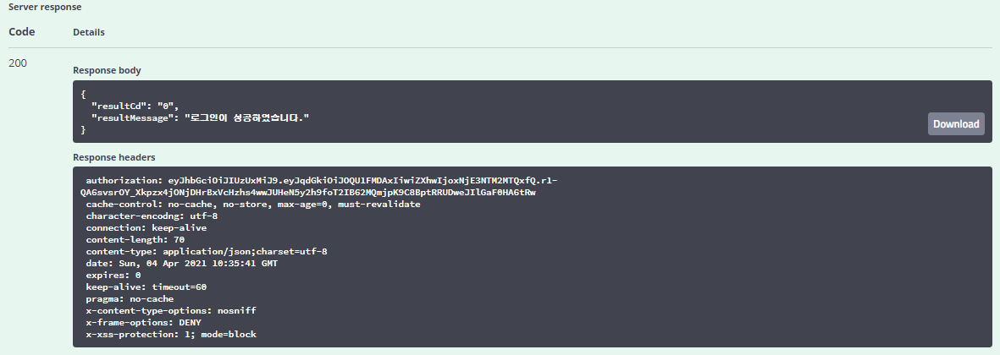 Server response
Code Details
200
Response body
{
"resultCd": "0",
"resultMessage": "로그인이 성공하였습니다."
}
Download
Response headers
authorization: eyJhbGciOiJIUzUxMiJ9.eyJqdGkiOiJOQU1FMDAxIiwiZXhwIjoxNjE3NTM2MTQxfQ.rl-
QA6svsrOY_Xkpzx4jONjDHrBxVcHzhs4wwJUHeN5y2h9foT2IB62MQmjpK9C8BptRRUDweJIlGaF0HA6tRw
cache-control: no-cache, no-store, max-age=0, must-revalidate
character-encodng: utf-8
connection: keep-alive
content-length: 70
content-type: application/json;charset=utf-8
date: Sun, 04 Apr 2021 10:35:41 GMT
expires: 0
keep-alive: timeout=60
pragma: no-cache
x-content-type-options: nosniff
x-frame-options: DENY
x-xss-protection: 1; mode=block